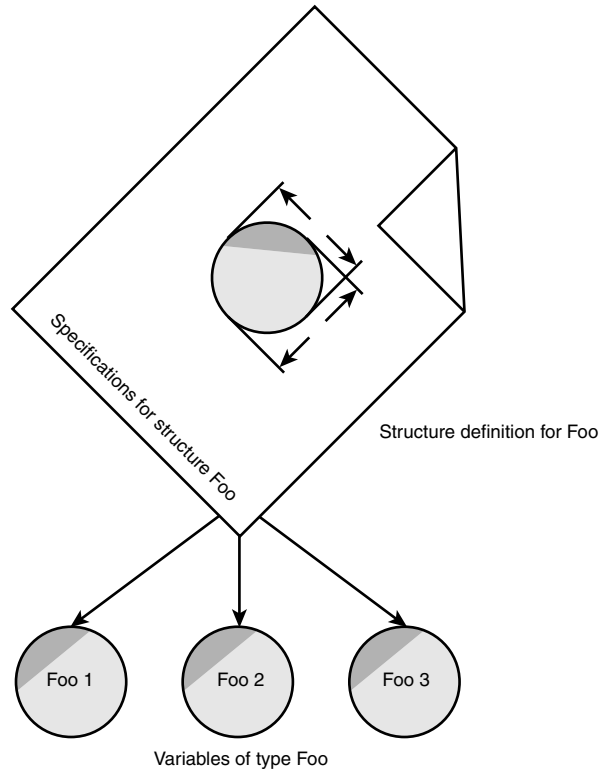 Specifications for structure Foo
Structure definition for Foo
Foo 1
Foo 2
Foo 3
Variables of type Foo